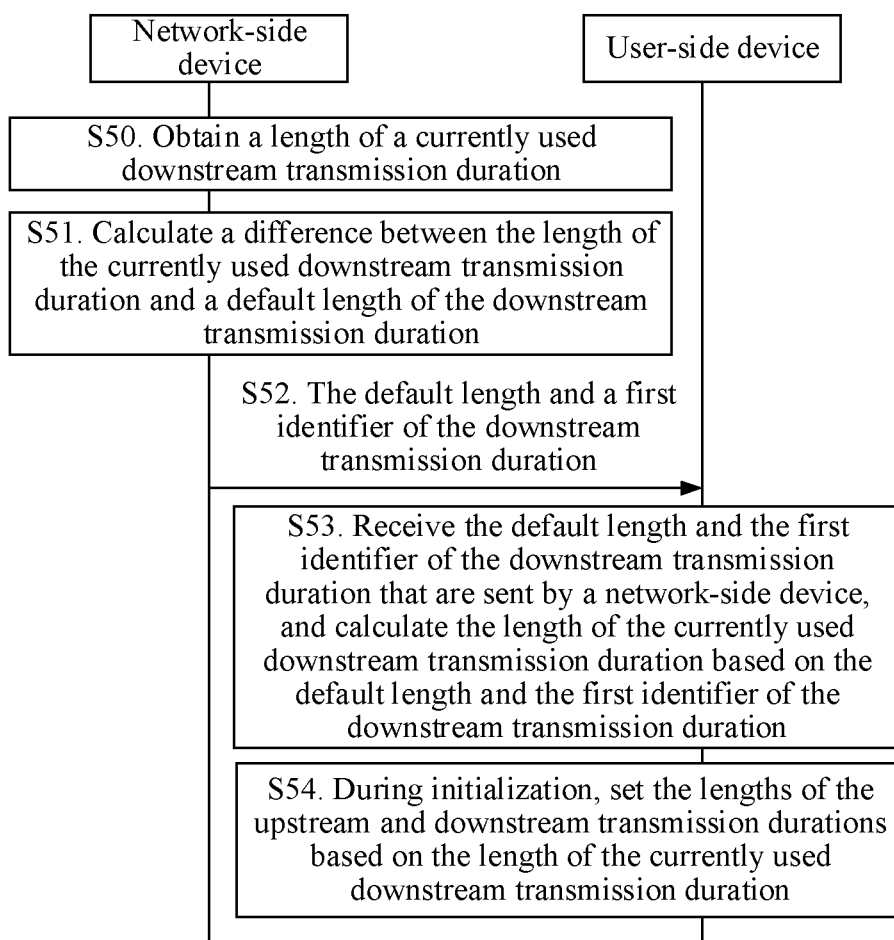 Network-side
device
User-side device
S50. Obtain a length of a currently used
downstream transmission duration
S51. Calculate a difference between the length of
the currently used downstream transmission
duration and a default length of the downstream
transmission duration
S52. The default length and a first
identifier of the downstream
transmission duration
S53. Receive the default length and the first
identifier of the downstream transmission
duration that are sent by a network-side device,
and calculate the length of the currently used
downstream transmission duration based on the
default length and the first identifier of the
downstream transmission duration
S54. During initialization, set the lengths of the
upstream and downstream transmission durations
based on the length of the currently used
downstream transmission duration